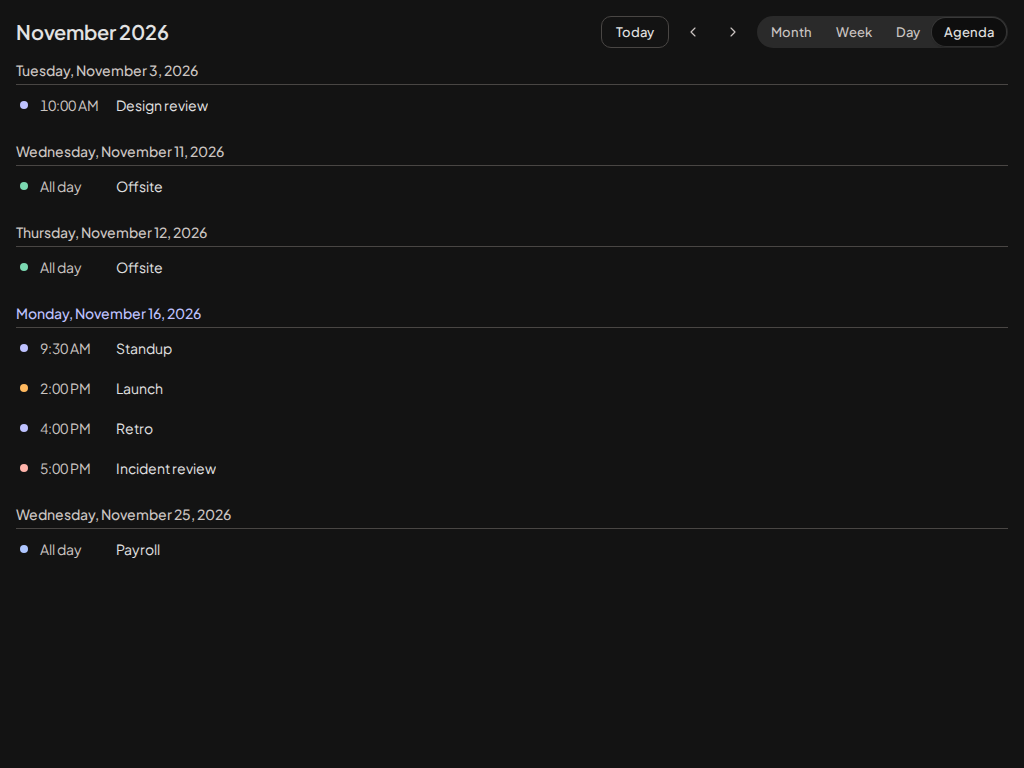 November 2026
Today
Month Week Day Agenda
Tuesday, November 3, 2026
10:00 AM Design review
Wednesday, November 11, 2026
All day Offsite
Thursday, November 12, 2026
All day Offsite
Monday, November 16, 2026
9:30 AM Standup
2:00 PM Launch
4:00 PM Retro
5:00 PM Incident review
Wednesday, November 25, 2026
All day Payroll